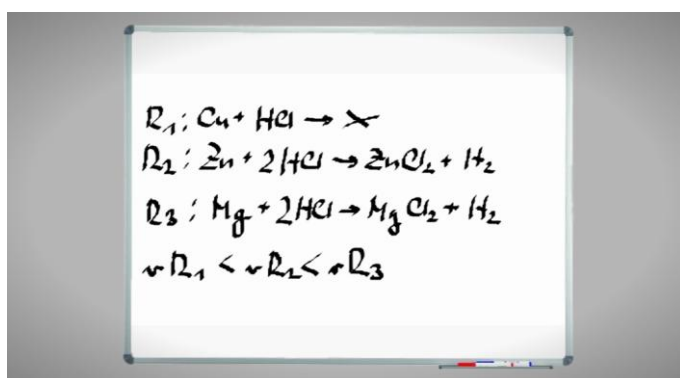 R₁: Cu + HCl → ✗
R₂: Zn + 2HCl → ZnCl₂ + H₂
R₃: Mg + 2HCl → MgCl₂ + H₂
vR₁ < vR₂ < vR₃